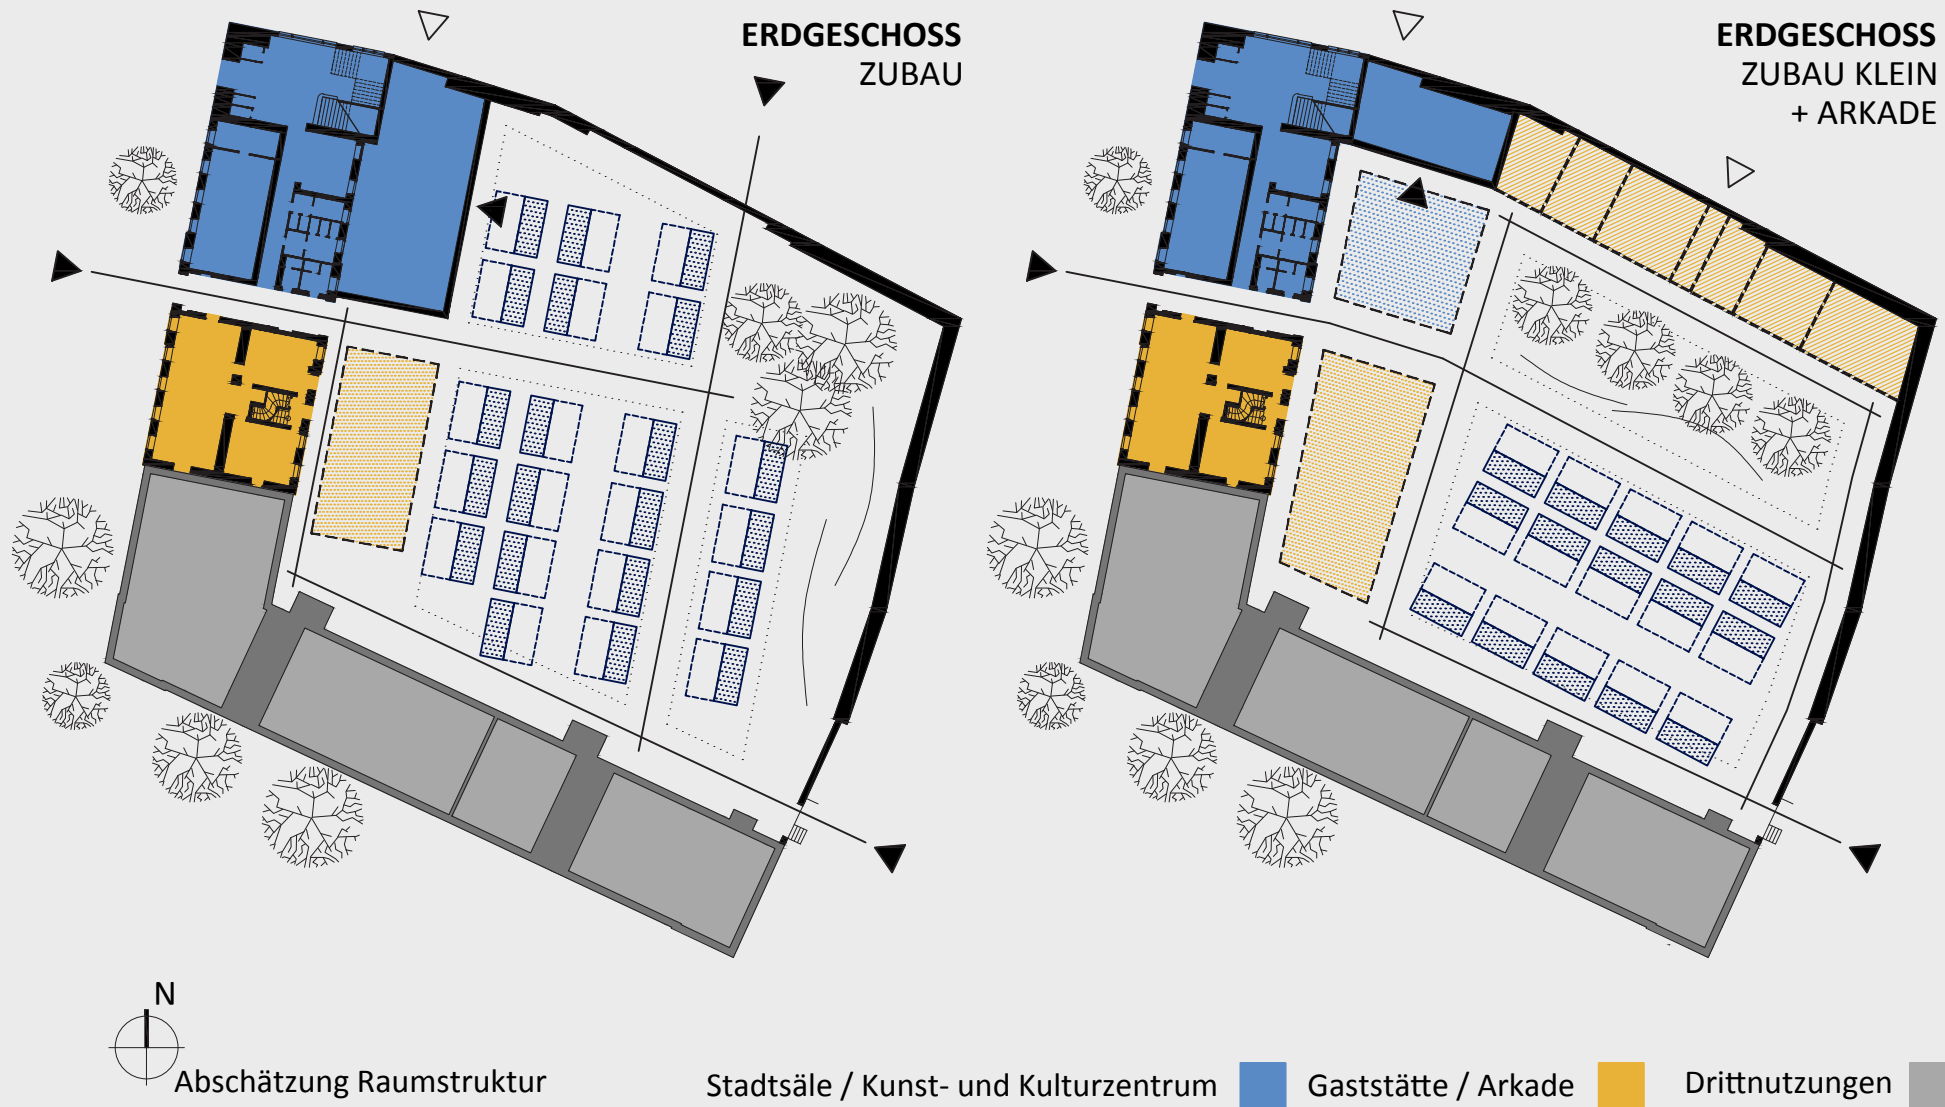 ERDGESCHOSS
ZUBAU
ERDGESCHOSS
ZUBAU KLEIN
+ ARKADE
N
Abschätzung Raumstruktur
Stadtsäle / Kunst- und Kulturzentrum
Gaststätte / Arkade
Drittnutzungen